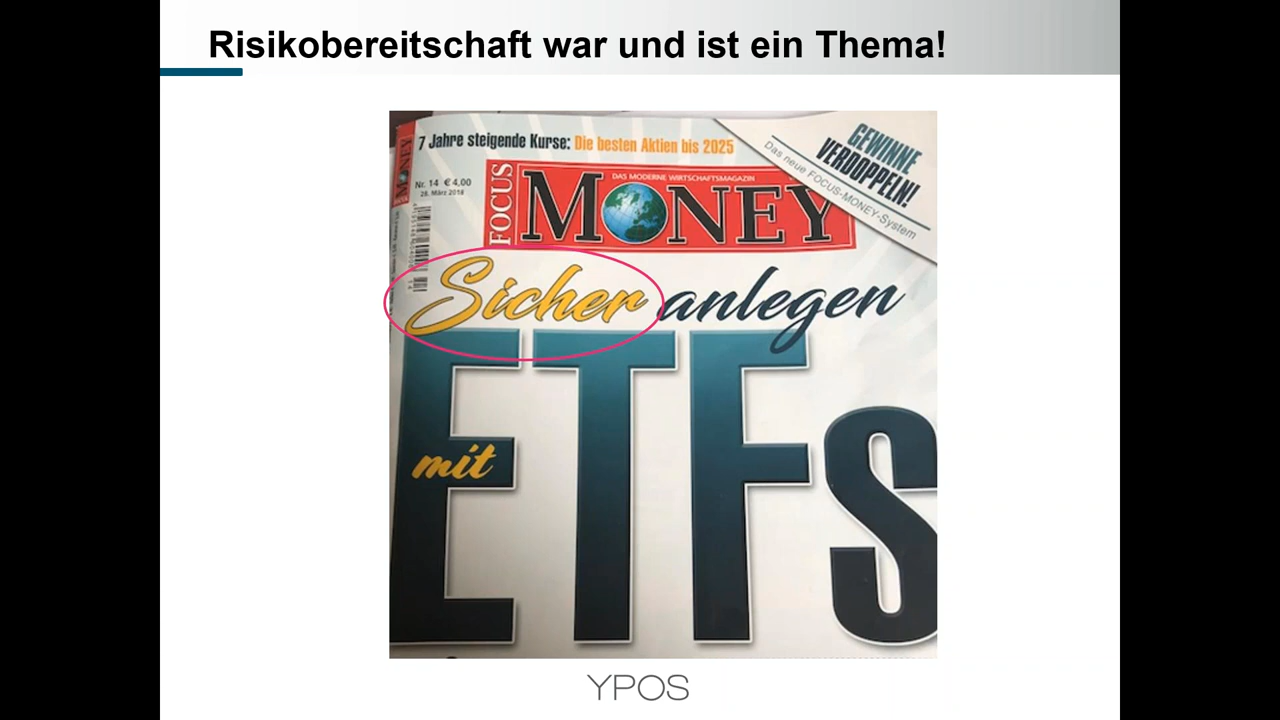 Risikobereitschaft war und ist ein Thema!
7 Jahre steigende Kurse: Die besten Aktien bis 2025
GEWINNE
VERDOPPELN!
Das neue FOCUS-MONEY-System
MONEY
Nr. 14 € 4,00
28. März 2018
DAS MODERNE WIRTSCHAFTSMAGAZIN
FOCUS MONEY
Sicher anlegen
mit
ETFs
YPOS